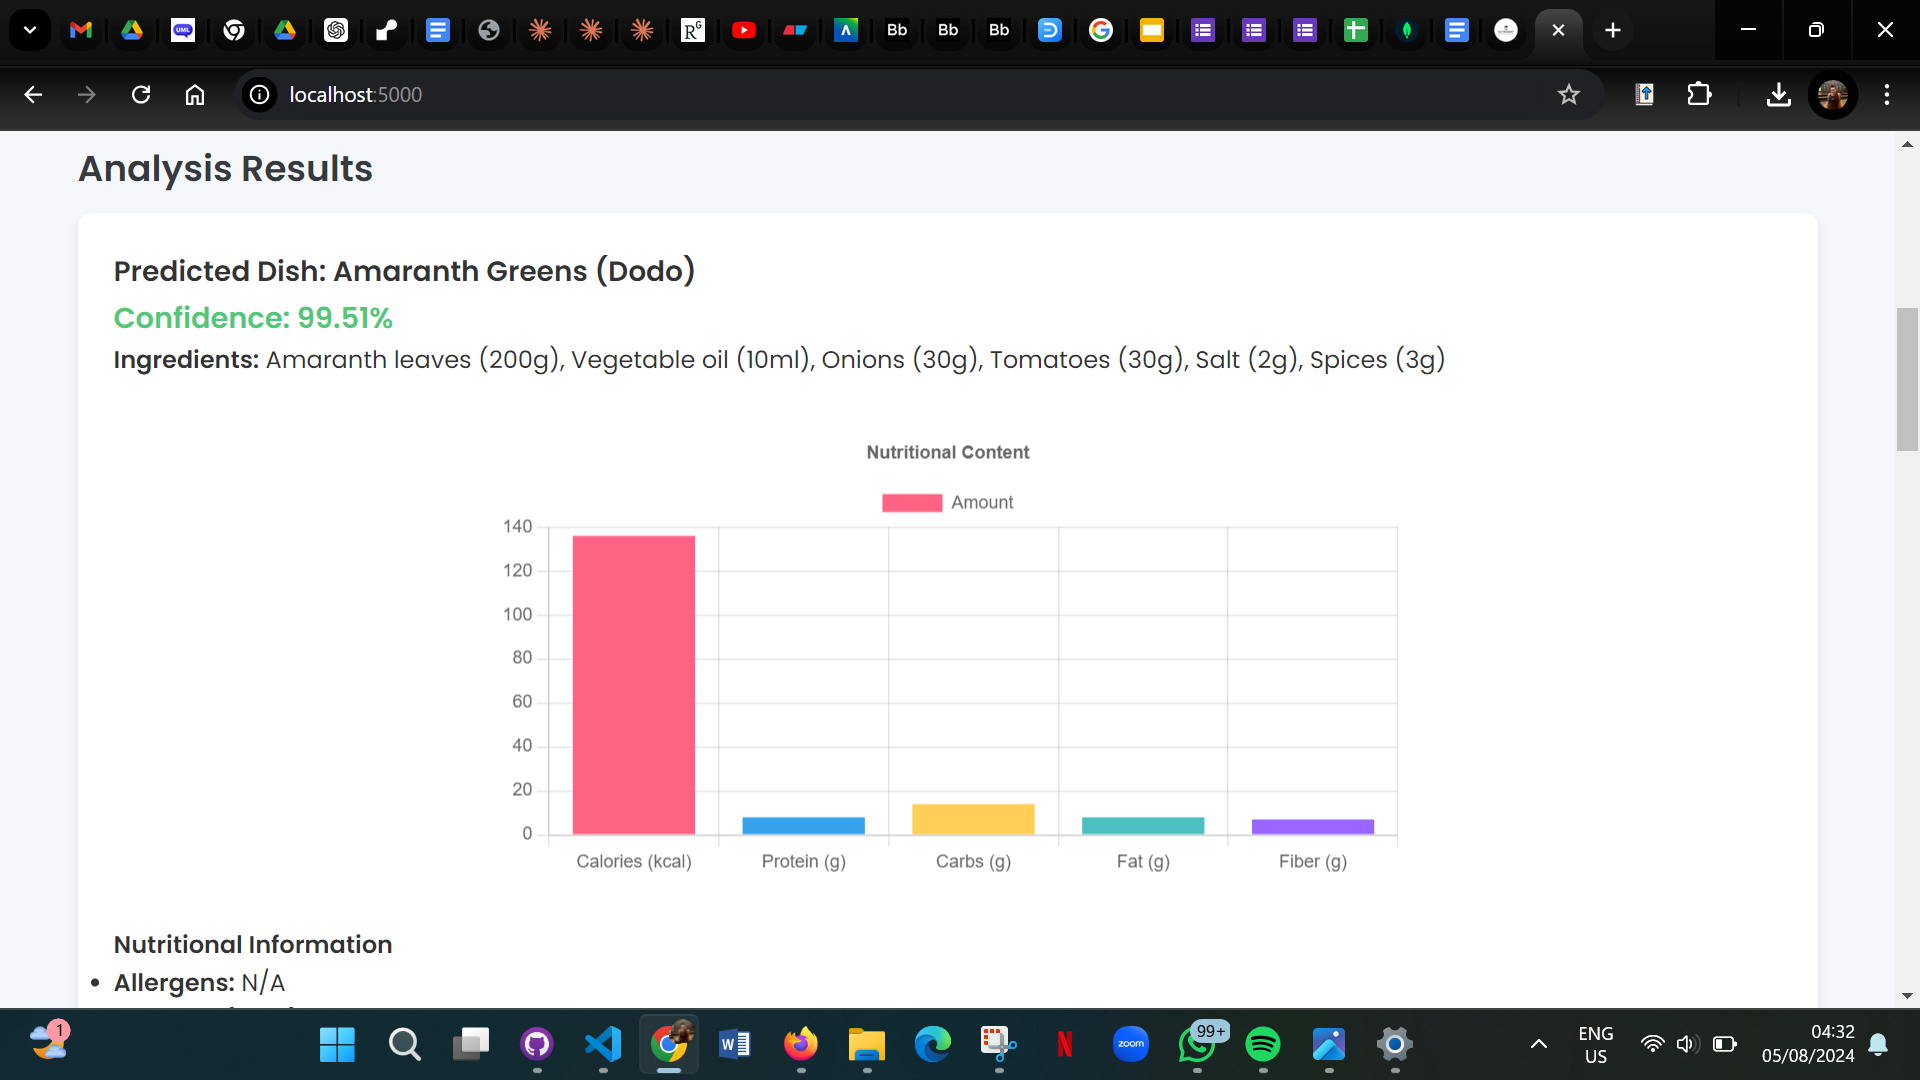 UML
Bb
Bb
Bb
localhost:5000
Analysis Results
Predicted Dish: Amaranth Greens (Dodo)
Confidence: 99.51%
Ingredients: Amaranth leaves (200g), Vegetable oil (10ml), Onions (30g), Tomatoes (30g), Salt (2g), Spices (3g)
Nutritional Content
Amount
140
120
100
80
60
40
20
0
Calories (kcal)
Protein (g)
Carbs (g)
Fat (g)
Fiber (g)
Nutritional Information
Allergens: N/A
1
W
N
zoom
99+
ENG
US
04:32
05/08/2024